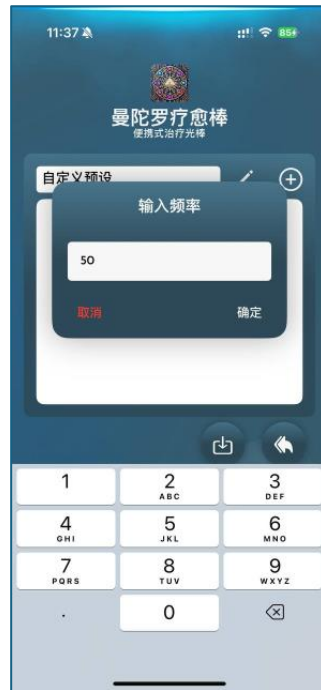 11:37
85
曼陀罗疗愈棒
便携式治疗光棒
自定义预设
输入频率
50
取消
确定
1
2
ABC
3
DEF
4
GHI
5
JKL
6
MNO
7
PQRS
8
TUV
9
WXYZ
.
0